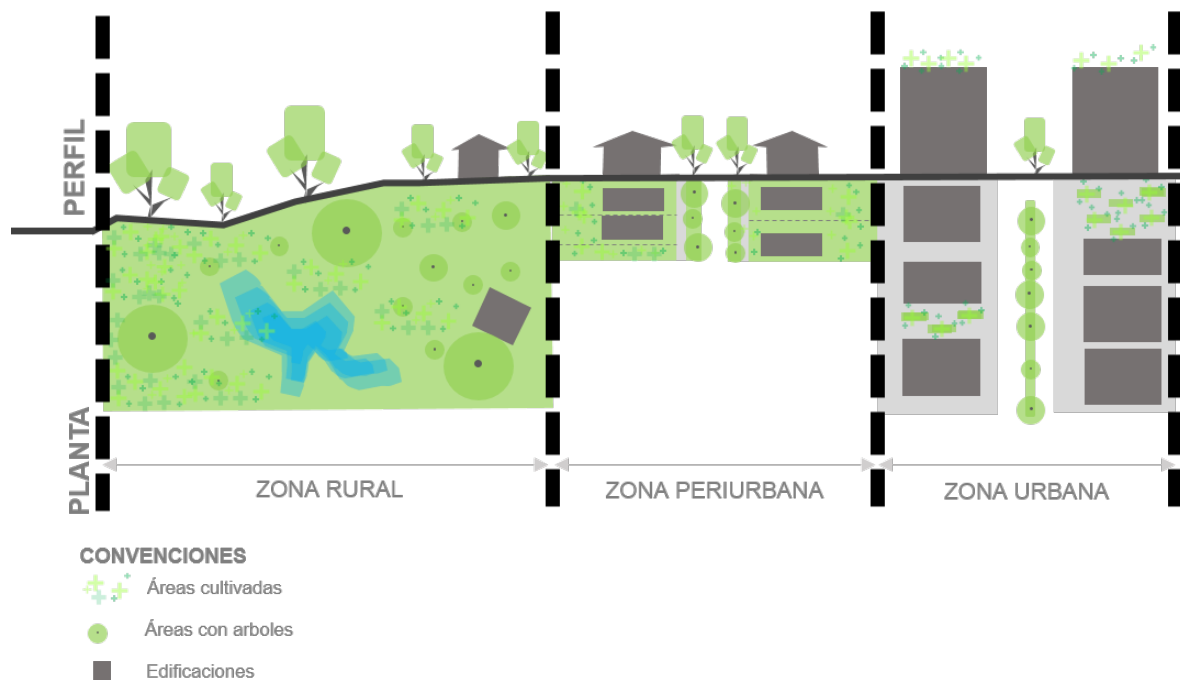 PERFIL
PLANTA
ZONA RURAL
ZONA PERIURBANA
ZONA URBANA
CONVENCIONES
Áreas cultivadas
Áreas con arboles
Edificaciones